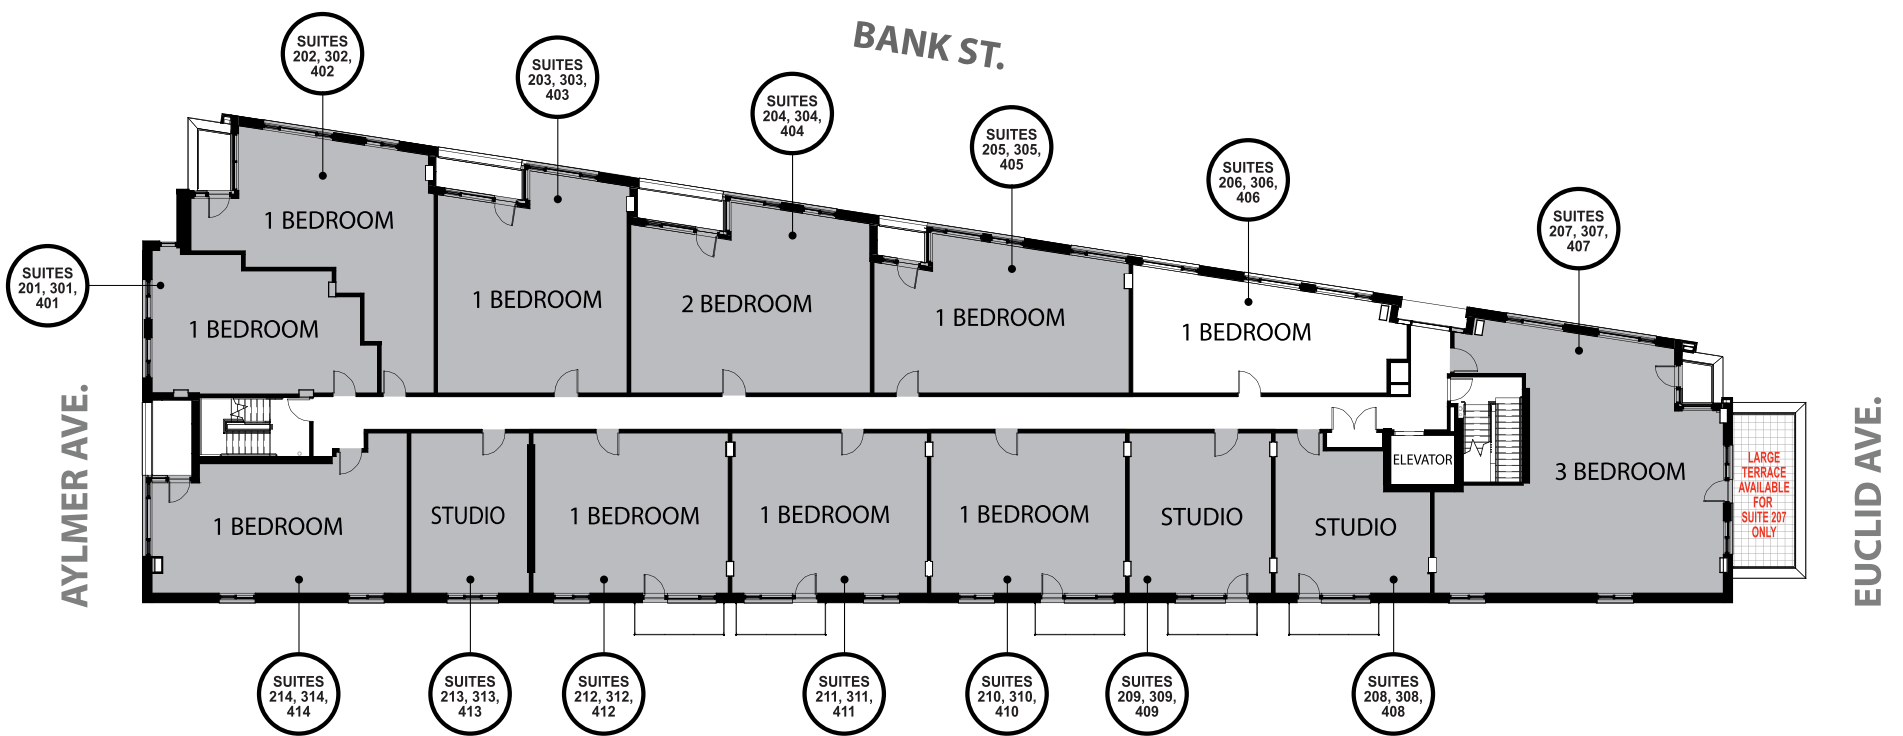 BANK ST.
SUITES
202, 302,
402
SUITES
203, 303,
403
SUITES
204, 304,
404
SUITES
205, 305,
405
SUITES
206, 306,
406
SUITES
207, 307,
407
SUITES
201, 301,
401
1 BEDROOM
1 BEDROOM
1 BEDROOM
2 BEDROOM
1 BEDROOM
1 BEDROOM
AYLMER AVE.
EUCLID AVE.
ELEVATOR
3 BEDROOM
LARGE
TERRACE
AVAILABLE
FOR
SUITE 207
ONLY
1 BEDROOM
STUDIO
1 BEDROOM
1 BEDROOM
1 BEDROOM
STUDIO
STUDIO
SUITES
214, 314,
414
SUITES
213, 313,
413
SUITES
212, 312,
412
SUITES
211, 311,
411
SUITES
210, 310,
410
SUITES
209, 309,
409
SUITES
208, 308,
408